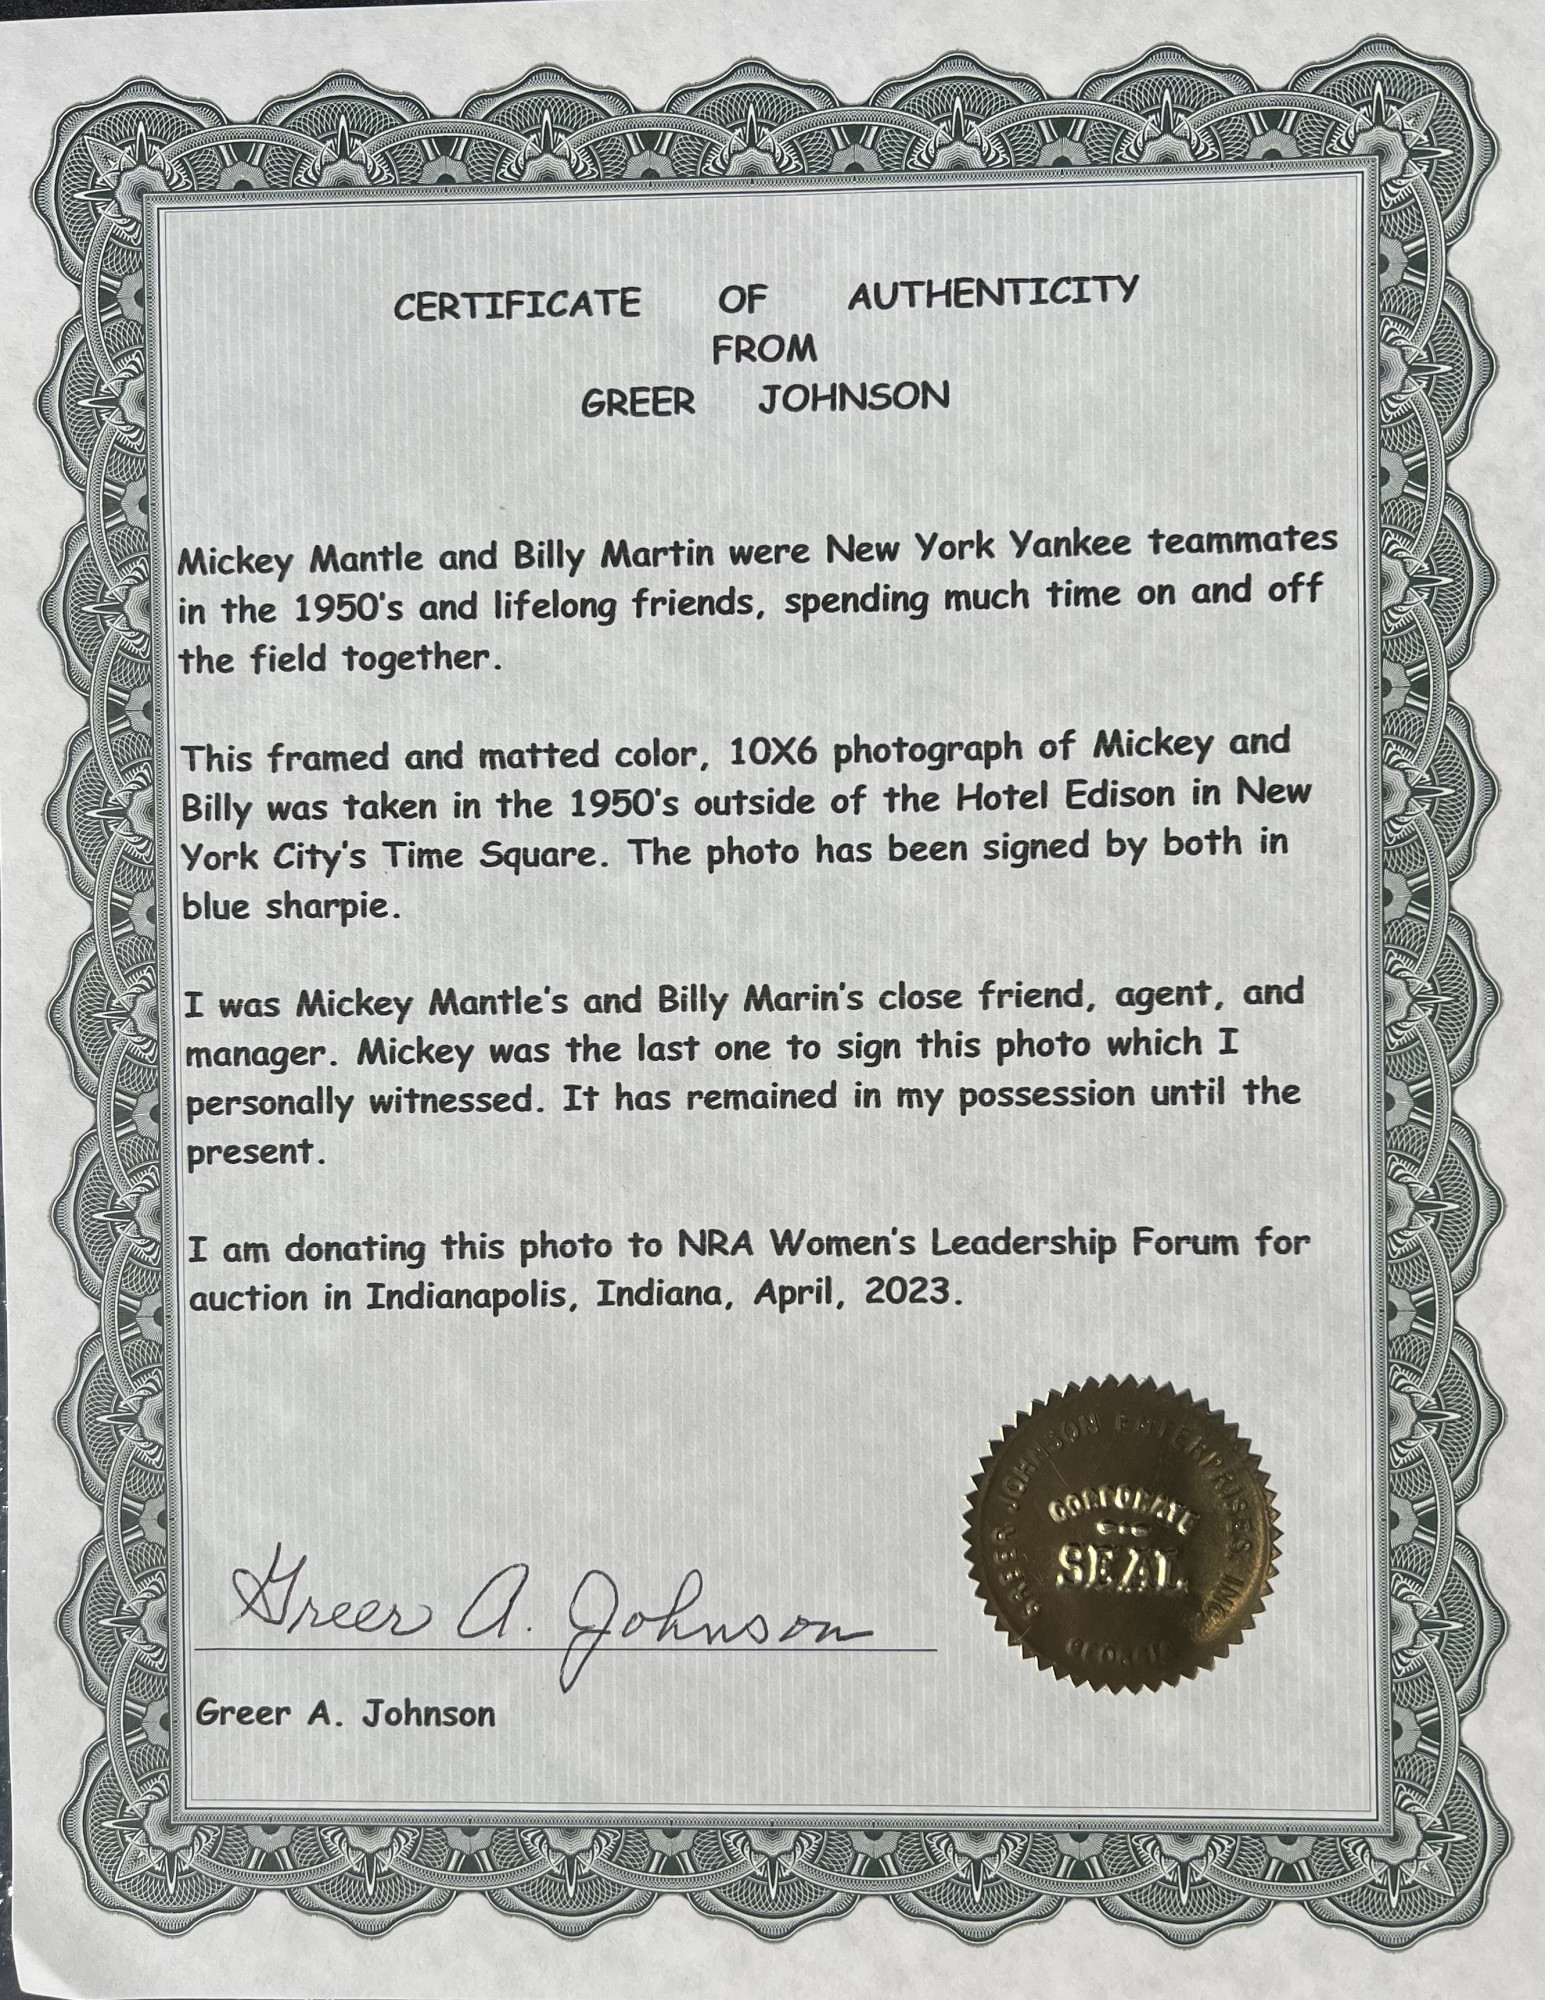 CERTIFICATE OF AUTHENTICITY
FROM
GREER JOHNSON
Mickey Mantle and Billy Martin were New York Yankee teammates
in the 1950's and lifelong friends, spending much time on and off
the field together.
This framed and matted color, 10X6 photograph of Mickey and
Billy was taken in the 1950's outside of the Hotel Edison in New
York City's Time Square. The photo has been signed by both in
blue sharpie.
I was Mickey Mantle's and Billy Marin's close friend, agent, and
manager. Mickey was the last one to sign this photo which I
personally witnessed. It has remained in my possession until the
present.
I am donating this photo to NRA Women's Leadership Forum for
auction in Indianapolis, Indiana, April, 2023.
Greer A. Johnson
Greer A. Johnson
GREER JOHNSON ENTERPRISES, INC.
CORPORATE
SEAL